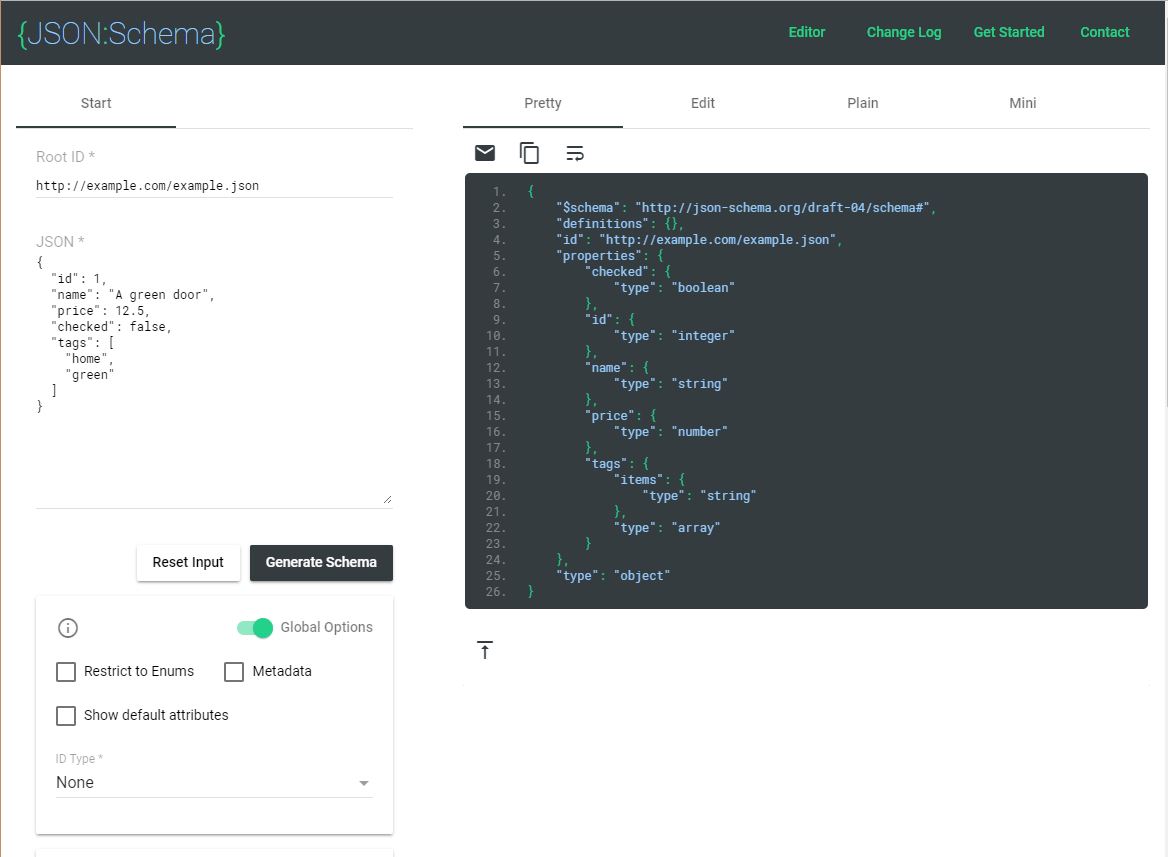 {JSON:Schema}
Editor Change Log Get Started Contact
Start
Root ID *
http://example.com/example.json
JSON *
{
  "id": 1,
  "name": "A green door",
  "price": 12.5,
  "checked": false,
  "tags": [
    "home",
    "green"
  ]
}
Reset Input Generate Schema
Global Options
Restrict to Enums Metadata
Show default attributes
ID Type *
None
Pretty Edit Plain Mini
1. {
2.     "$schema": "http://json-schema.org/draft-04/schema#",
3.     "definitions": {},
4.     "id": "http://example.com/example.json",
5.     "properties": {
6.         "checked": {
7.             "type": "boolean"
8.         },
9.         "id": {
10.             "type": "integer"
11.         },
12.         "name": {
13.             "type": "string"
14.         },
15.         "price": {
16.             "type": "number"
17.         },
18.         "tags": {
19.             "items": {
20.                 "type": "string"
21.             },
22.             "type": "array"
23.         }
24.     },
25.     "type": "object"
26. }